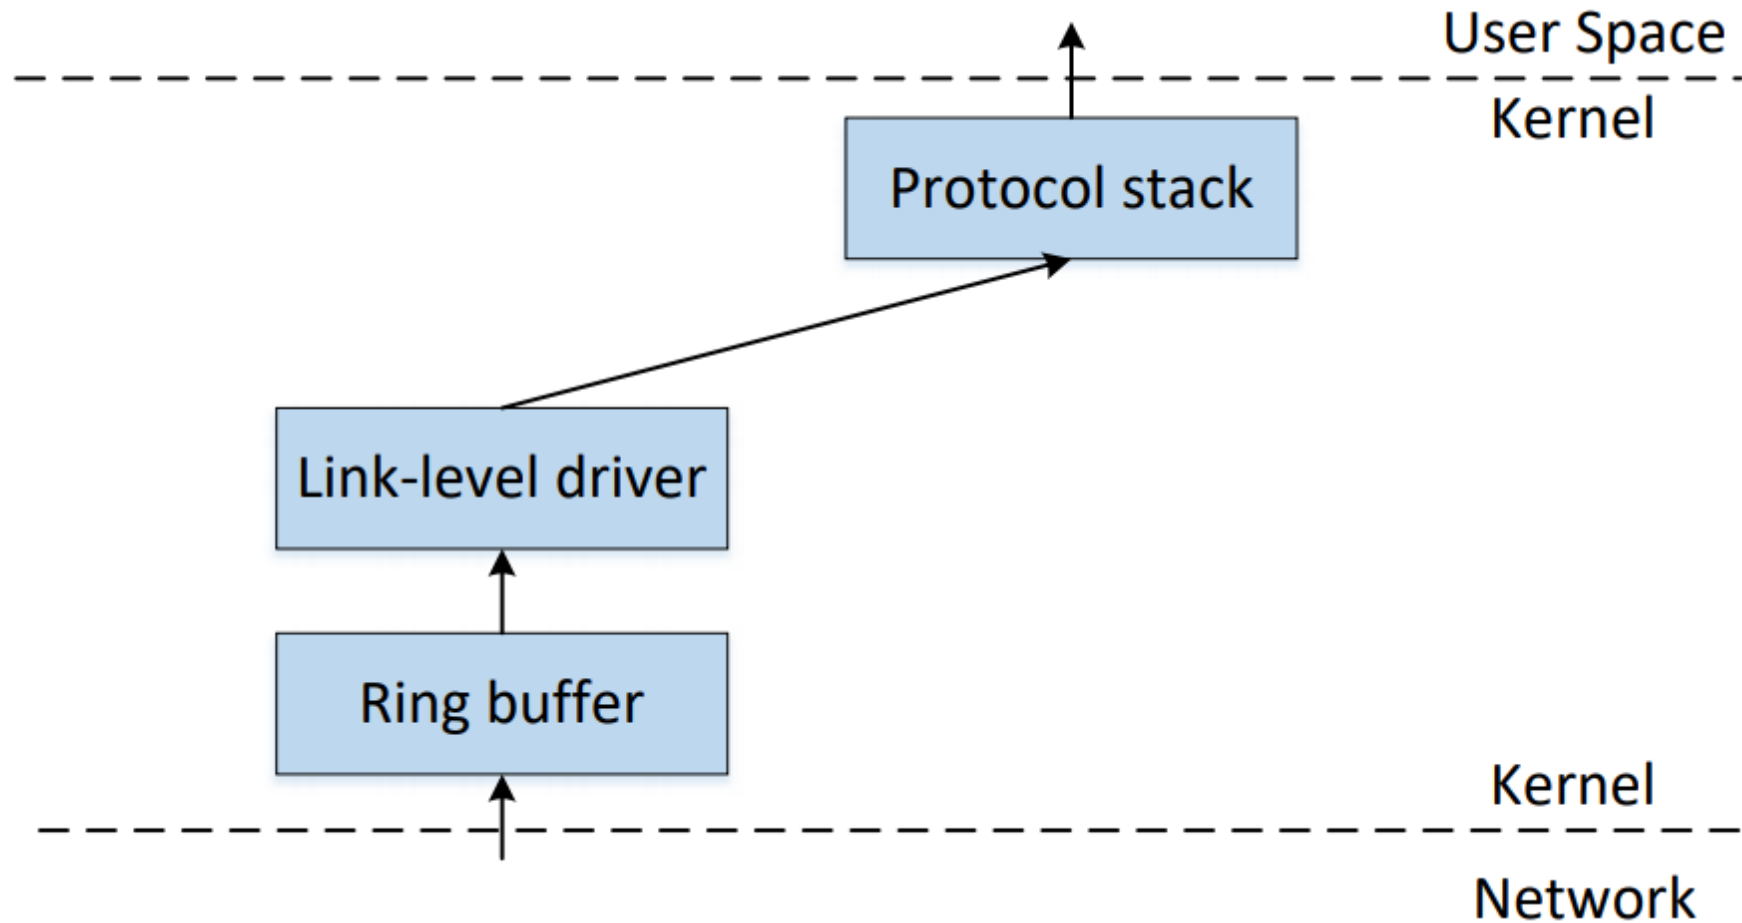 User Space
Kernel
Protocol stack
Link-level driver
Ring buffer
Kernel
Network